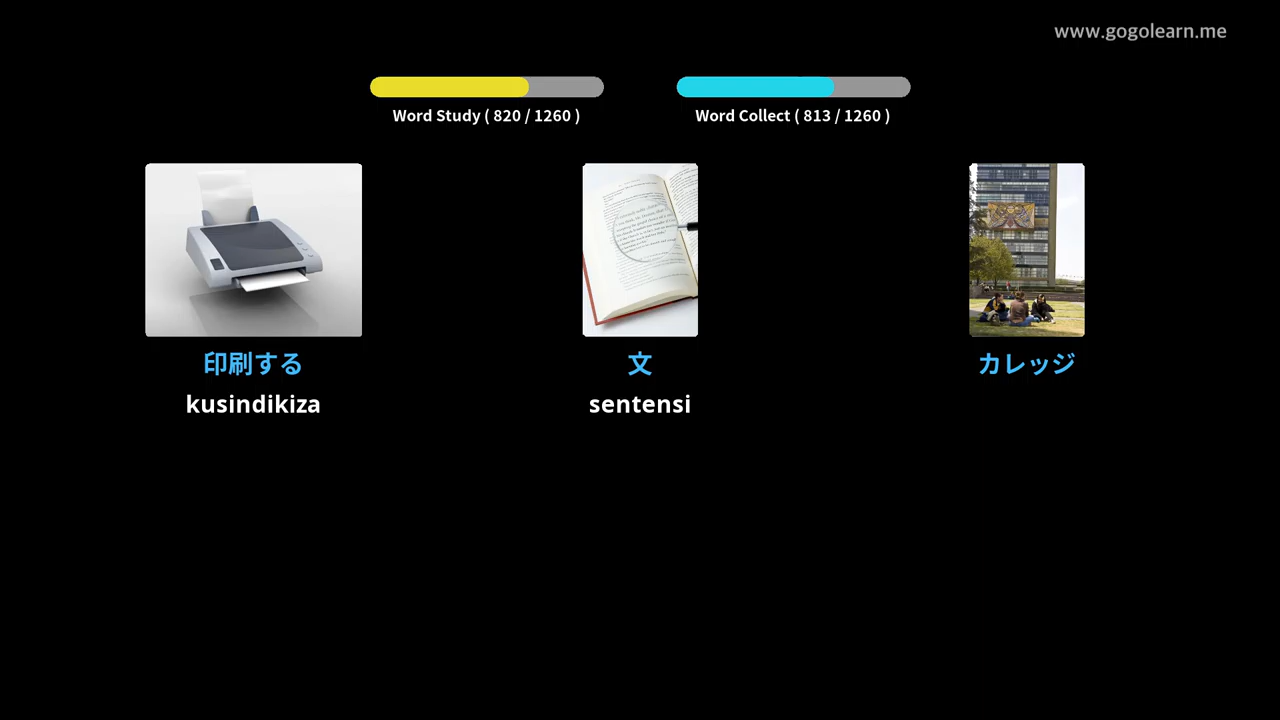 www.gogolearn.me
Word Study ( 820 / 1260 )
Word Collect ( 813 / 1260 )
印刷する
文
カレッジ
kusindikiza
sentensi